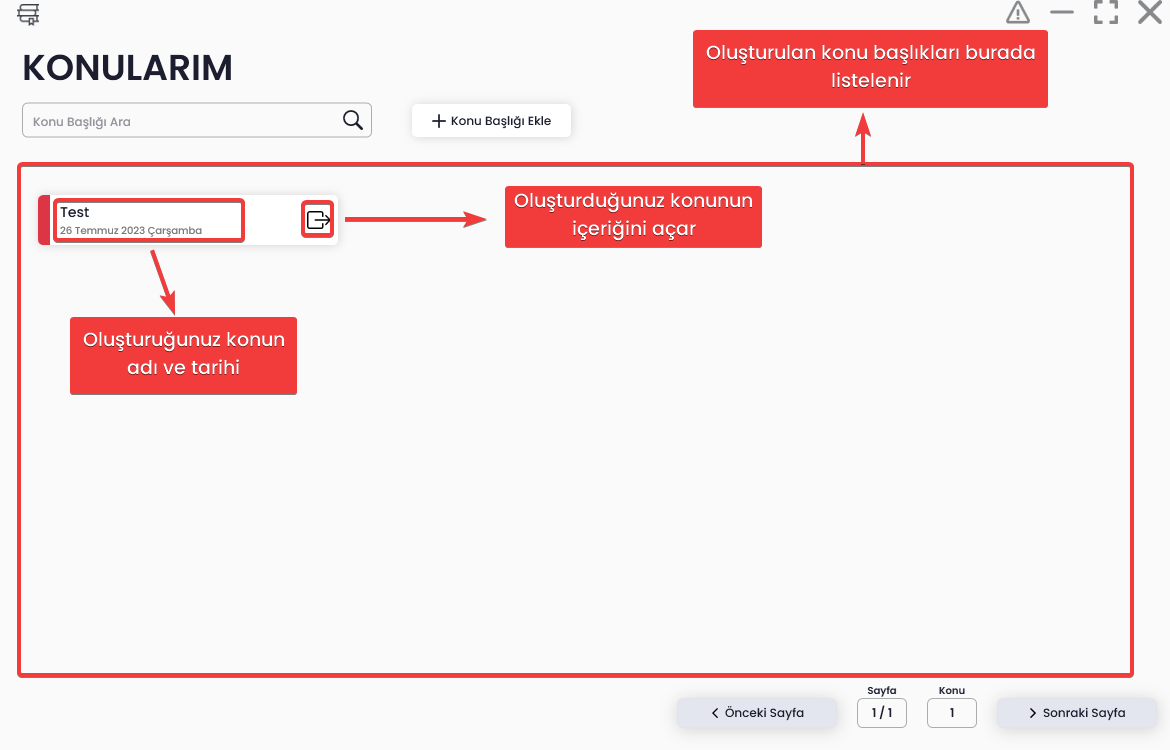 KONULARIM
Oluşturulan konu başlıkları burada
listelenir
Konu Başlığı Ara
Konu Başlığı Ekle
Test
26 Temmuz 2023 Çarşamba
Oluşturduğunuz konunun
içeriğini açar
Oluşturuğunuz konun
adı ve tarihi
Önceki Sayfa
Sayfa
1 / 1
Konu
1
Sonraki Sayfa